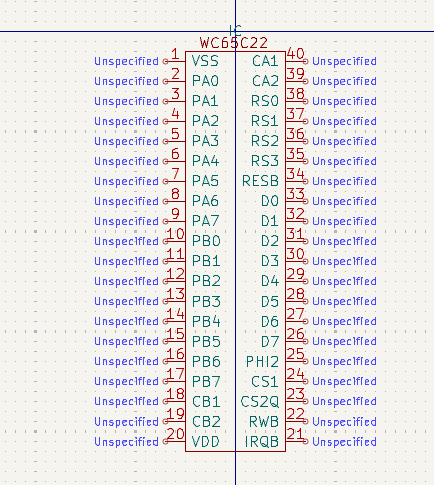 IC
WC65C22
Unspecified 1 VSS CA1 40 Unspecified
Unspecified 2 PA0 CA2 39 Unspecified
Unspecified 3 PA1 RS0 38 Unspecified
Unspecified 4 PA2 RS1 37 Unspecified
Unspecified 5 PA3 RS2 36 Unspecified
Unspecified 6 PA4 RS3 35 Unspecified
Unspecified 7 PA5 RESB 34 Unspecified
Unspecified 8 PA6 D0 33 Unspecified
Unspecified 9 PA7 D1 32 Unspecified
Unspecified 10 PB0 D2 31 Unspecified
Unspecified 11 PB1 D3 30 Unspecified
Unspecified 12 PB2 D4 29 Unspecified
Unspecified 13 PB3 D5 28 Unspecified
Unspecified 14 PB4 D6 27 Unspecified
Unspecified 15 PB5 D7 26 Unspecified
Unspecified 16 PB6 PHI2 25 Unspecified
Unspecified 17 PB7 CS1 24 Unspecified
Unspecified 18 CB1 CS2Q 23 Unspecified
Unspecified 19 CB2 RWB 22 Unspecified
Unspecified 20 VDD IRQB 21 Unspecified